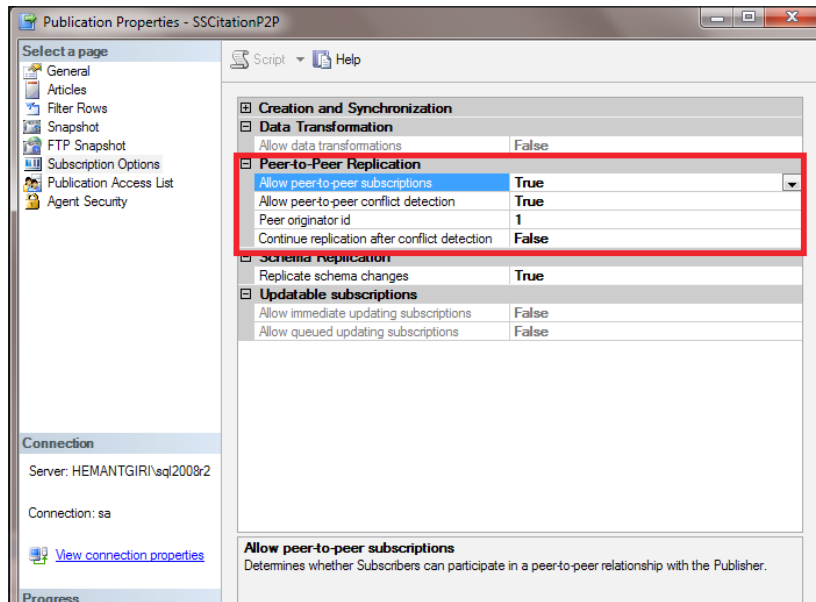 Publication Properties - SSCitationP2P
Select a page
General
Articles
Filter Rows
Snapshot
FTP Snapshot
Subscription Options
Publication Access List
Agent Security
Script
Help
Creation and Synchronization
Data Transformation
Allow data transformations False
Peer-to-Peer Replication
Allow peer-to-peer subscriptions True
Allow peer-to-peer conflict detection True
Peer originator id 1
Continue replication after conflict detection False
Schema Replication
Replicate schema changes True
Updatable subscriptions
Allow immediate updating subscriptions False
Allow queued updating subscriptions False
Connection
Server: HEMANTGIRI\sql2008r2
Connection: sa
View connection properties
Allow peer-to-peer subscriptions
Determines whether Subscribers can participate in a peer-to-peer relationship with the Publisher.
Progress